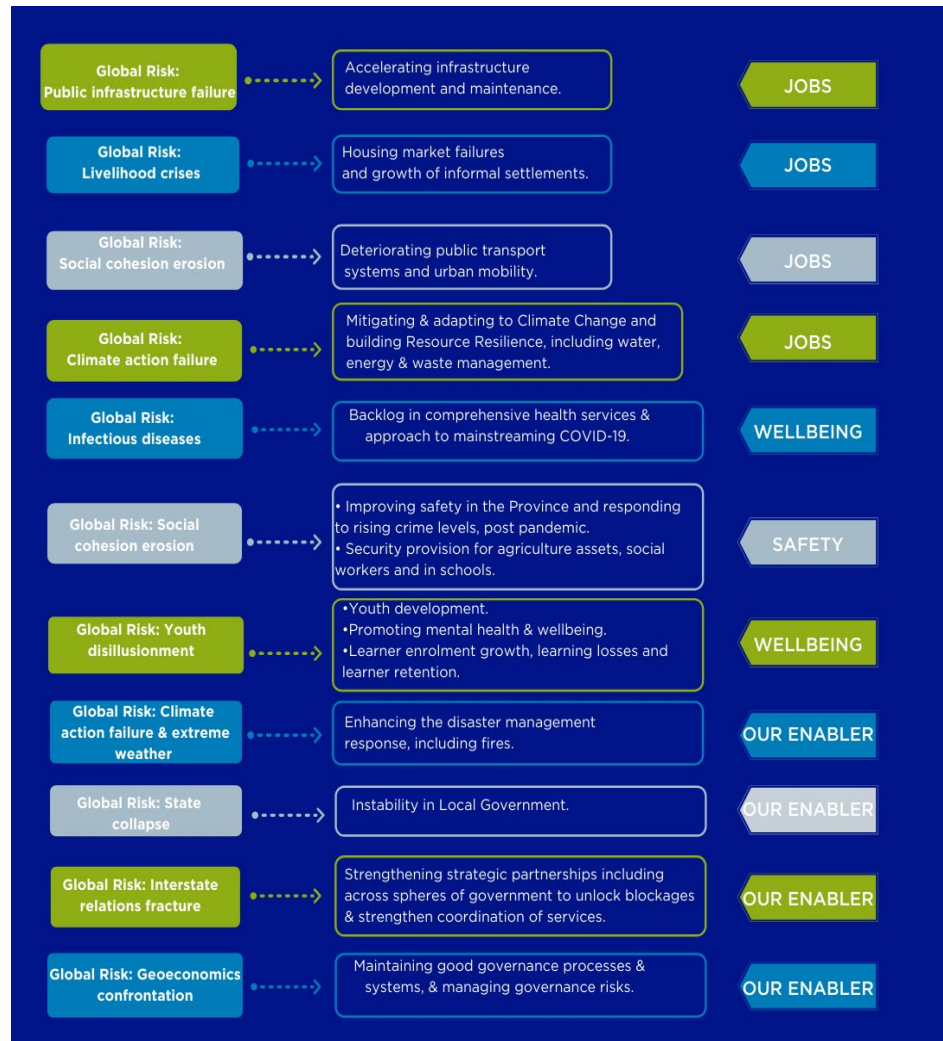 Global Risk:
Public infrastructure failure
Accelerating infrastructure
development and maintenance.
JOBS
Global Risk:
Livelihood crises
Housing market failures
and growth of informal settlements.
JOBS
Global Risk:
Social cohesion erosion
Deteriorating public transport
systems and urban mobility.
JOBS
Global Risk:
Climate action failure
Mitigating & adapting to Climate Change and
building Resource Resilience, including water,
energy & waste management.
JOBS
Global Risk:
Infectious diseases
Backlog in comprehensive health services &
approach to mainstreaming COVID-19.
WELLBEING
Global Risk: Social
cohesion erosion
• Improving safety in the Province and responding
to rising crime levels, post pandemic.
• Security provision for agriculture assets, social
workers and in schools.
SAFETY
Global Risk: Youth
disillusionment
•Youth development.
•Promoting mental health & wellbeing.
•Learner enrolment growth, learning losses and
learner retention.
WELLBEING
Global Risk: Climate
action failure & extreme
weather
Enhancing the disaster management
response, including fires.
OUR ENABLER
Global Risk: State
collapse
Instability in Local Government.
OUR ENABLER
Global Risk: Interstate
relations fracture
Strengthening strategic partnerships including
across spheres of government to unlock blockages
& strengthen coordination of services.
OUR ENABLER
Global Risk: Geoeconomics
confrontation
Maintaining good governance processes &
systems, & managing governance risks.
OUR ENABLER